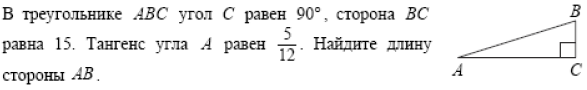 В треугольнике ABC угол C равен 90°, сторона BC
равна 15. Тангенс угла A равен 5/12. Найдите длину
стороны AB.
B
A
C